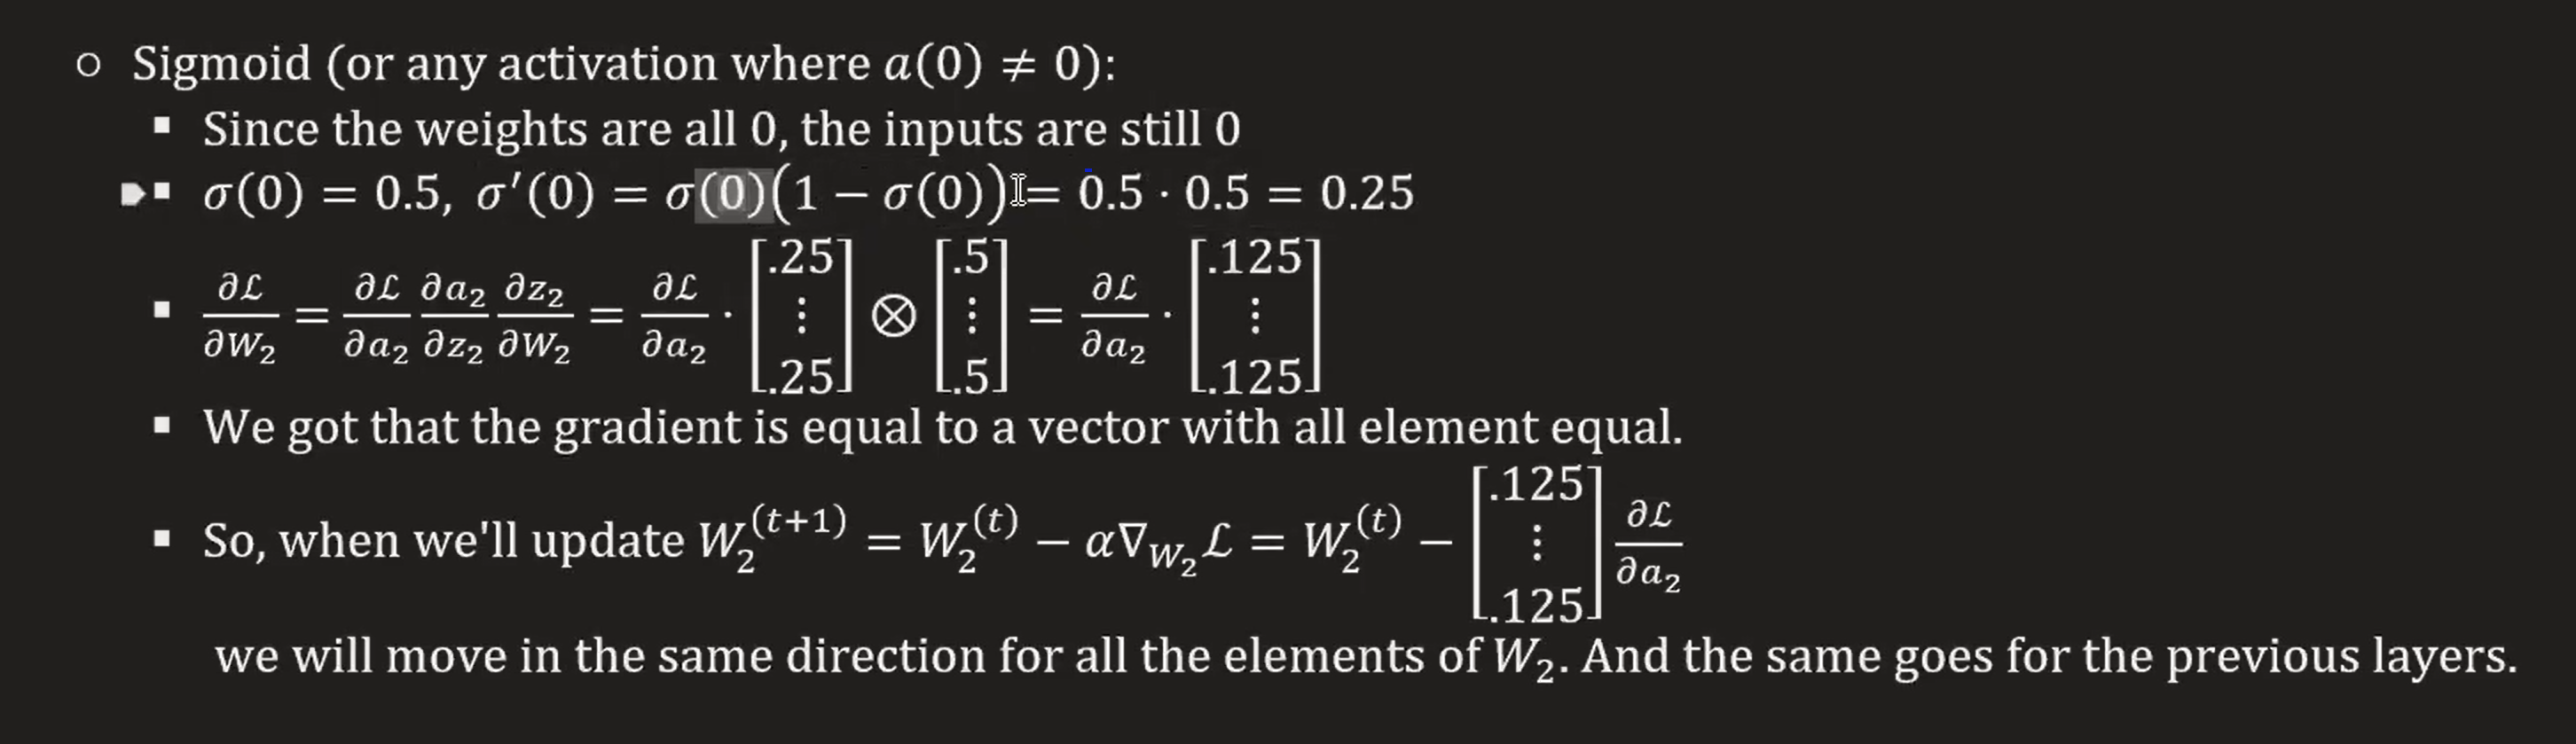 ○ Sigmoid (or any activation where a(0) ≠ 0):
▪ Since the weights are all 0, the inputs are still 0
▪ σ(0) = 0.5, σ′(0) = σ(0)(1 − σ(0)) = 0.5 · 0.5 = 0.25
▪ ∂ℒ/∂W₂ = ∂ℒ/∂a₂ ∂a₂/∂z₂ ∂z₂/∂W₂ = ∂ℒ/∂a₂ · [.25 ⋮ .25] ⊗ [.5 ⋮ .5] = ∂ℒ/∂a₂ · [.125 ⋮ .125]
▪ We got that the gradient is equal to a vector with all element equal.
▪ So, when we'll update W₂^(t+1) = W₂^(t) − α∇_W₂ ℒ = W₂^(t) − [.125 ⋮ .125] ∂ℒ/∂a₂
we will move in the same direction for all the elements of W₂. And the same goes for the previous layers.